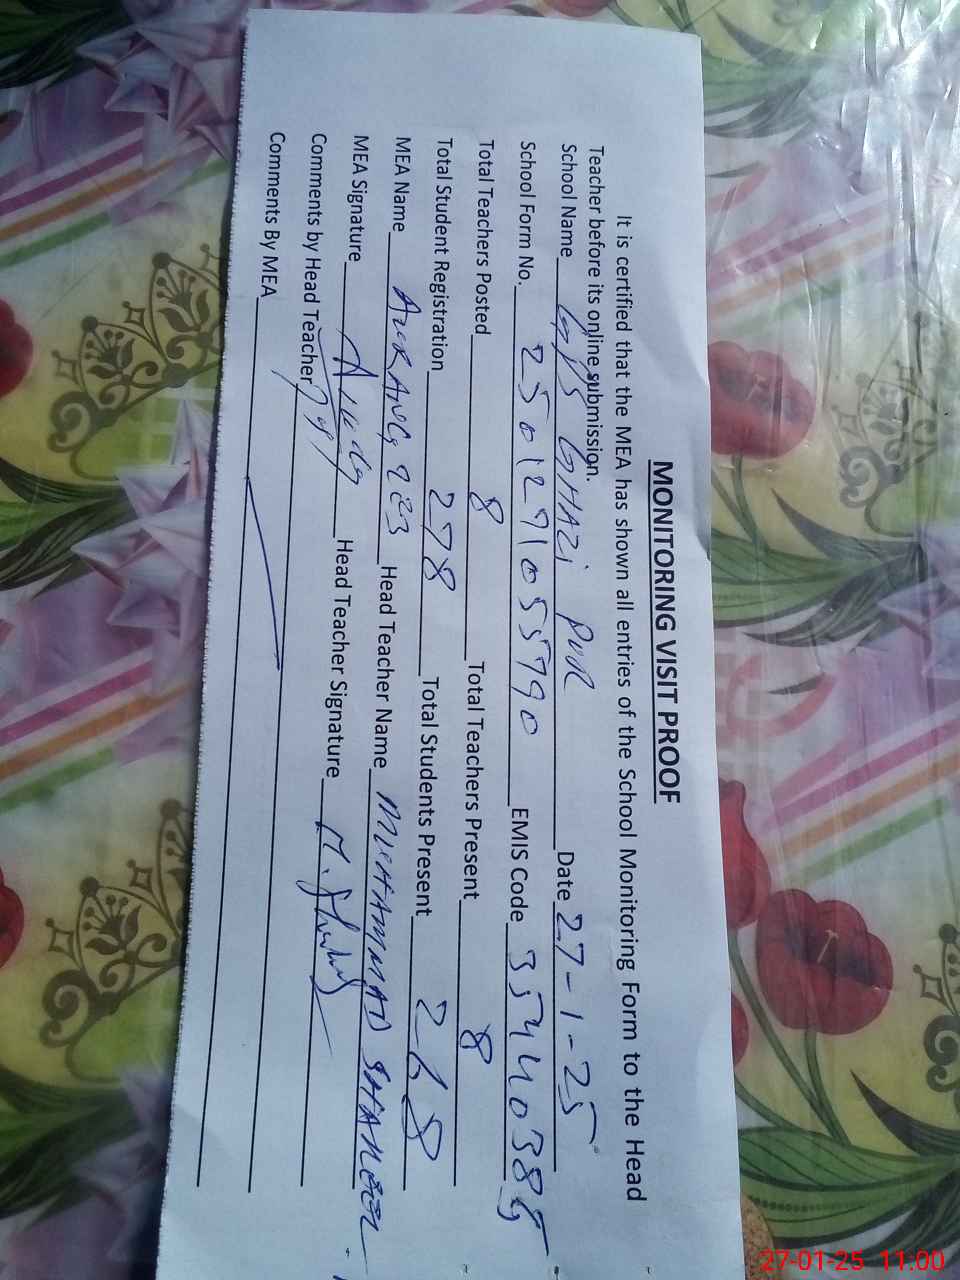 MONITORING VISIT PROOF
It is certified that the MEA has shown all entries of the School Monitoring Form to the Head
Teacher before its online submission.
School Name GPS GHAZi PUR Date 27-1-25
School Form No. 2501271055790 EMIS Code 35440385
Total Teachers Posted 8 Total Teachers Present 8
Total Student Registration 278 Total Students Present 268
MEA Name Head Teacher Name MUHAMMAD
MEA Signature Head Teacher Signature
Comments by Head Teacher
Comments By MEA
27-01-25 11:00